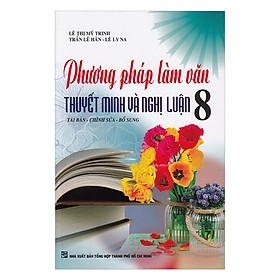 LÊ THỊ MỸ TRINH
TRẦN LÊ HÂN - LÊ LY NA
Phương pháp làm văn
THUYẾT MINH VÀ NGHỊ LUẬN 8
TÁI BẢN - CHỈNH SỬA - BỔ SUNG
NHÀ XUẤT BẢN TỔNG HỢP THÀNH PHỐ HỒ CHÍ MINH